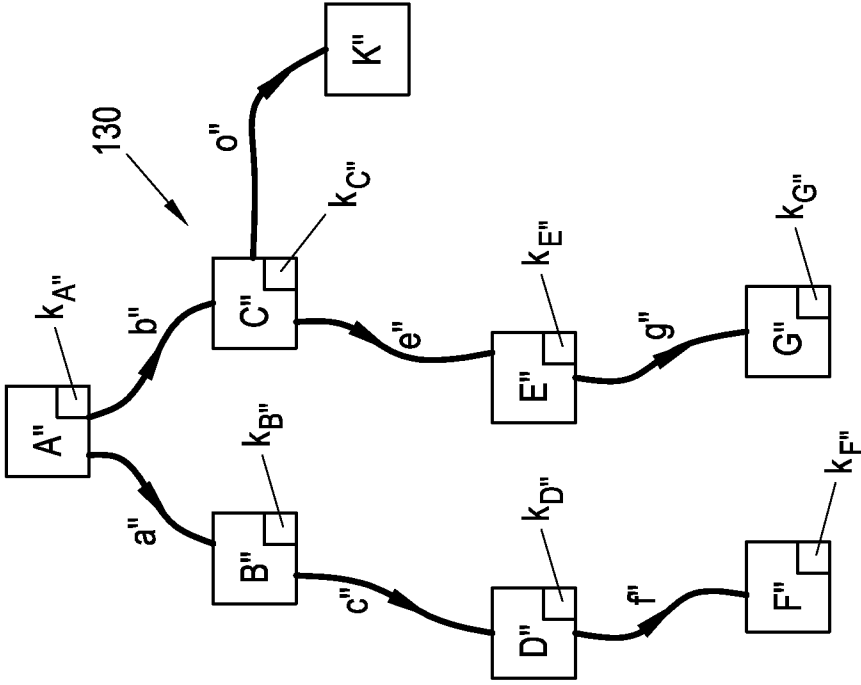 130
A"
k_A"
a"
b"
B"
k_B"
C"
k_C"
o"
K"
c"
e"
D"
k_D"
E"
k_E"
f"
g"
F"
k_F"
G"
k_G"